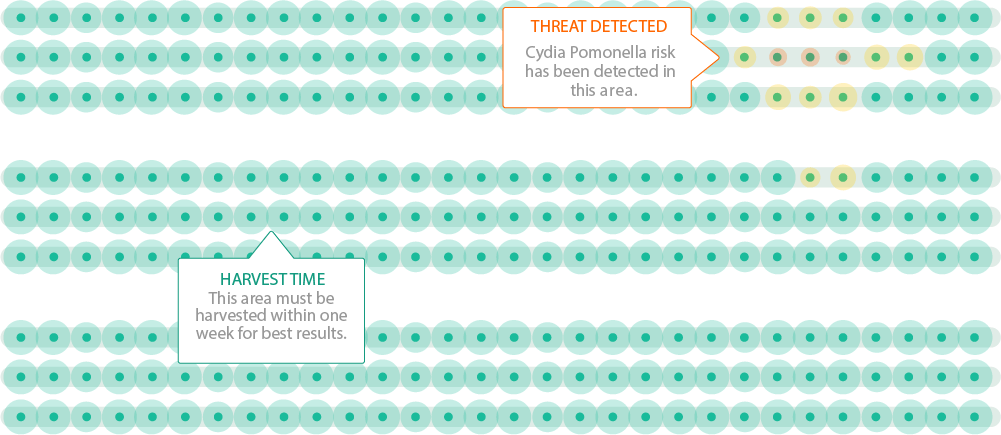 THREAT DETECTED
Cydia Pomonella risk
has been detected in
this area.
HARVEST TIME
This area must be
harvested within one
week for best results.